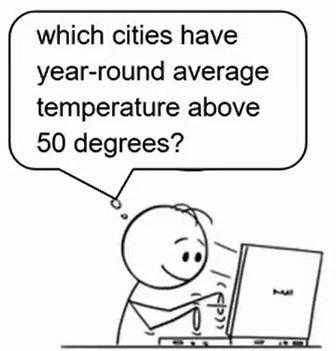 which cities have
year-round average
temperature above
50 degrees?